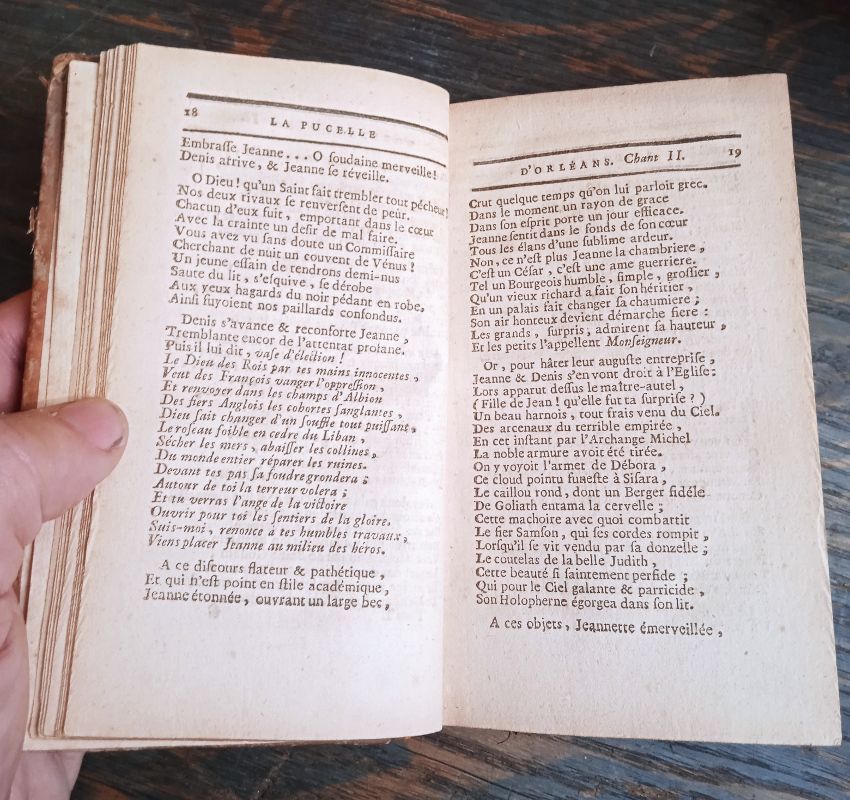 18 LA PUCELLE
Embraſſe Jeanne . . . O ſoudaine merveille!
Denis arrive, & Jeanne ſe réveille.
O Dieu! qu'un Saint fait trembler tout pécheur!
Nos deux rivaux ſe renverſent de peur.
Chacun d'eux fuit, emportant dans le cœur
Avec la crainte un deſir de mal faire.
Vous avez vu ſans doute un Commiſſaire
Cherchant de nuit un couvent de Vénus!
Un jeune eſſain de tendrons demi-nus
Saute du lit, s'eſquive, ſe dérobe
Aux yeux hagards du noir pédant en robe.
Ainſi fuyoient nos paillards confondus.
Denis s'avance & reconforte Jeanne,
Tremblante encor de l'attentat profane.
Puis il lui dit, vaſe d'élection!
Le Dieu des Rois par tes mains innocentes,
Veut des François vanger l'oppreſſion,
Et renvoyer dans les champs d'Albion
Des fiers Anglois les cohortes ſanglantes,
Dieu ſait changer d'un ſouffle tout puiſſant,
Le roſeau foible en cedre du Liban,
Sécher les mers, abaiſſer les collines,
Du monde entier réparer les ruines.
Devant tes pas ſa foudre grondera;
Autour de toi la terreur volera;
Et tu verras l'ange de la victoire
Ouvrir pour toi les ſentiers de la gloire.
Suis-moi, renonce à tes humbles travaux,
Viens placer Jeanne au milieu des héros.
A ce diſcours flateur & pathétique,
Et qui n'eſt point en ſtile académique,
Jeanne étonnée, ouvrant un large bec,
D'ORLÉANS. Chant II. 19
Crut quelque temps qu'on lui parloit grec.
Dans le moment un rayon de grace
Dans ſon eſprit porte un jour efficace.
Jeanne ſentit dans le fonds de ſon cœur
Tous les élans d'une ſublime ardeur.
Non, ce n'eſt plus Jeanne la chambriere,
C'eſt un Céſar, c'eſt une ame guerriere.
Tel un Bourgeois humble, ſimple, groſſier,
Qu'un vieux richard a fait ſon héritier,
En un palais fait changer ſa chaumiere;
Son air honteux devient démarche fiere:
Les grands, ſurpris, admirent ſa hauteur,
Et les petits l'appellent Monſeigneur.
Or, pour hâter leur auguſte entrepriſe,
Jeanne & Denis s'en vont droit à l'Egliſe:
Lors apparut deſſus le maître-autel,
(Fille de Jean! qu'elle fut ta ſurpriſe?)
Un beau harnois, tout frais venu du Ciel.
Des arcenaux du terrible empirée,
En cet inſtant par l'Archange Michel
La noble armure avoit été tirée.
On y voyoit l'armet de Débora,
Ce cloud pointu funeſte à Siſara,
Le caillou rond, dont un Berger fidéle
De Goliath entama la cervelle;
Cette machoire avec quoi combattit
Le fier Samſon, qui ſes cordes rompit,
Lorſqu'il ſe vit vendu par ſa donzelle;
Le coutelas de la belle Judith,
Cette beauté ſi ſaintement perfide;
Qui pour le Ciel galante & parricide,
Son Holopherne égorgea dans ſon lit.
A ces objets, Jeannette émerveillée,